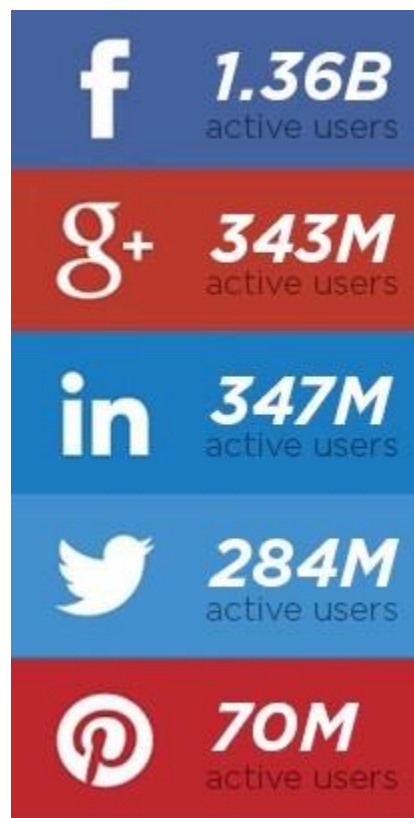 f
1.36B
active users
g+
343M
active users
in
347M
active users
284M
active users
70M
active users